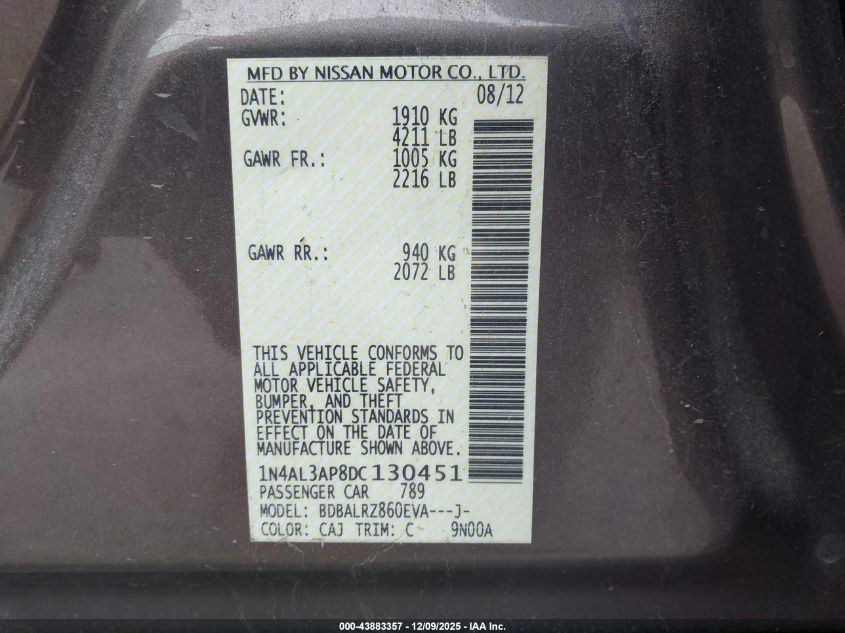 MFD BY NISSAN MOTOR CO., LTD.
DATE: 08/12
GVWR: 1910 KG
4211 LB
GAWR FR.: 1005 KG
2216 LB
GAWR RR.: 940 KG
2072 LB
THIS VEHICLE CONFORMS TO
ALL APPLICABLE FEDERAL
MOTOR VEHICLE SAFETY,
BUMPER, AND THEFT
PREVENTION STANDARDS IN
EFFECT ON THE DATE OF
MANUFACTURE SHOWN ABOVE.
1N4AL3AP8DC130451
PASSENGER CAR 789
MODEL: BDBALRZ860EVA---J-
COLOR: CAJ TRIM: C 9N00A
000-43883357 - 12/09/2025 - IAA Inc.